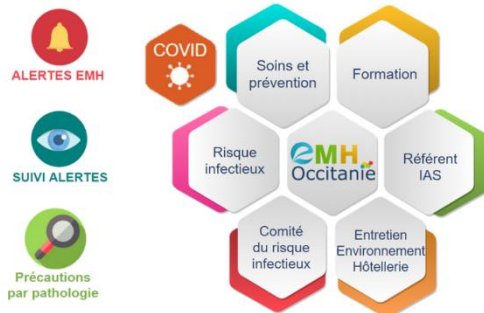 ALERTES EMH
SUIVI ALERTES
Précautions
par pathologie
COVID
Soins et
prévention
Formation
Risque
infectieux
eMH
Occitanie
Référent
IAS
Comité
du risque
infectieux
Entretien
Environnement
Hôtellerie